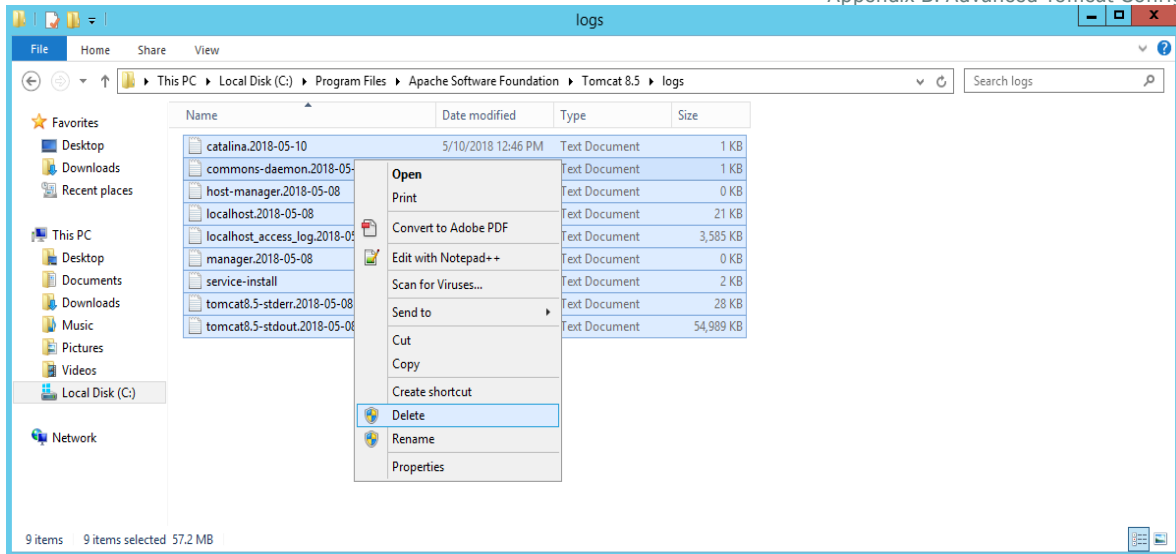 Appendix B: Advanced Tomcat Config
logs
File Home Share View
This PC Local Disk (C:) Program Files Apache Software Foundation Tomcat 8.5 logs
Search logs
Favorites
Desktop
Downloads
Recent places
This PC
Desktop
Documents
Downloads
Music
Pictures
Videos
Local Disk (C:)
Network
Name Date modified Type Size
catalina.2018-05-10 5/10/2018 12:46 PM Text Document 1 KB
commons-daemon.2018-05- Text Document 1 KB
host-manager.2018-05-08 Text Document 0 KB
localhost.2018-05-08 Text Document 21 KB
localhost_access_log.2018-05 Text Document 3,585 KB
manager.2018-05-08 Text Document 0 KB
service-install Text Document 2 KB
tomcat8.5-stderr.2018-05-08 Text Document 28 KB
tomcat8.5-stdout.2018-05-08 Text Document 54,989 KB
Open
Print
Convert to Adobe PDF
Edit with Notepad++
Scan for Viruses...
Send to
Cut
Copy
Create shortcut
Delete
Rename
Properties
9 items 9 items selected 57.2 MB